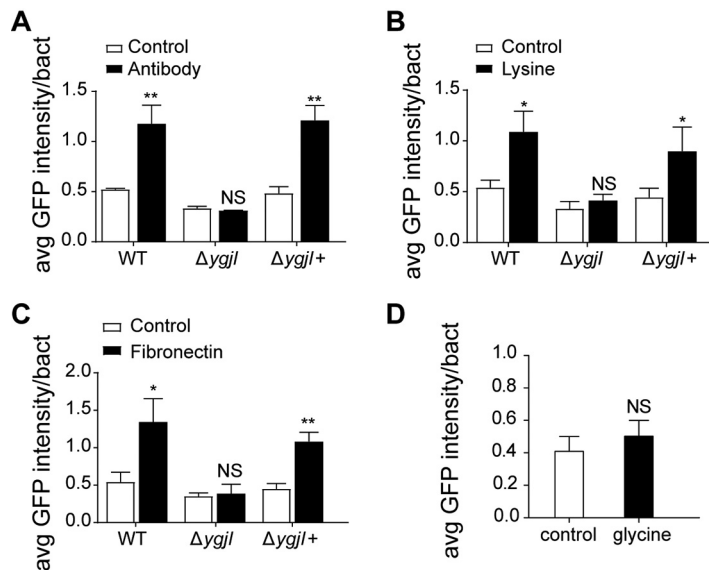 A
Control
Antibody
avg GFP intensity/bact
1.5
1.0
0.5
0.0
**
NS
**
WT
ΔygjI
ΔygjI+
B
Control
Lysine
avg GFP intensity/bact
1.5
1.0
0.5
0.0
*
NS
*
WT
ΔygjI
ΔygjI+
C
Control
Fibronectin
avg GFP intensity/bact
2.0
1.5
1.0
0.5
0.0
*
NS
**
WT
ΔygjI
ΔygjI+
D
avg GFP intensity/bact
1.0
0.8
0.6
0.4
0.2
0.0
NS
control
glycine